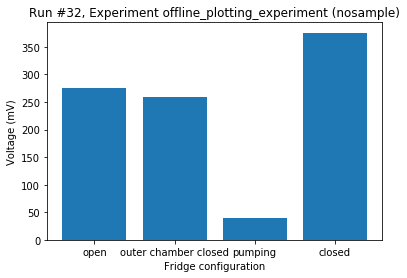 Run #32, Experiment offline_plotting_experiment (nosample)
Voltage (mV)
350
300
250
200
150
100
50
0
open
outer chamber closed
pumping
closed
Fridge configuration